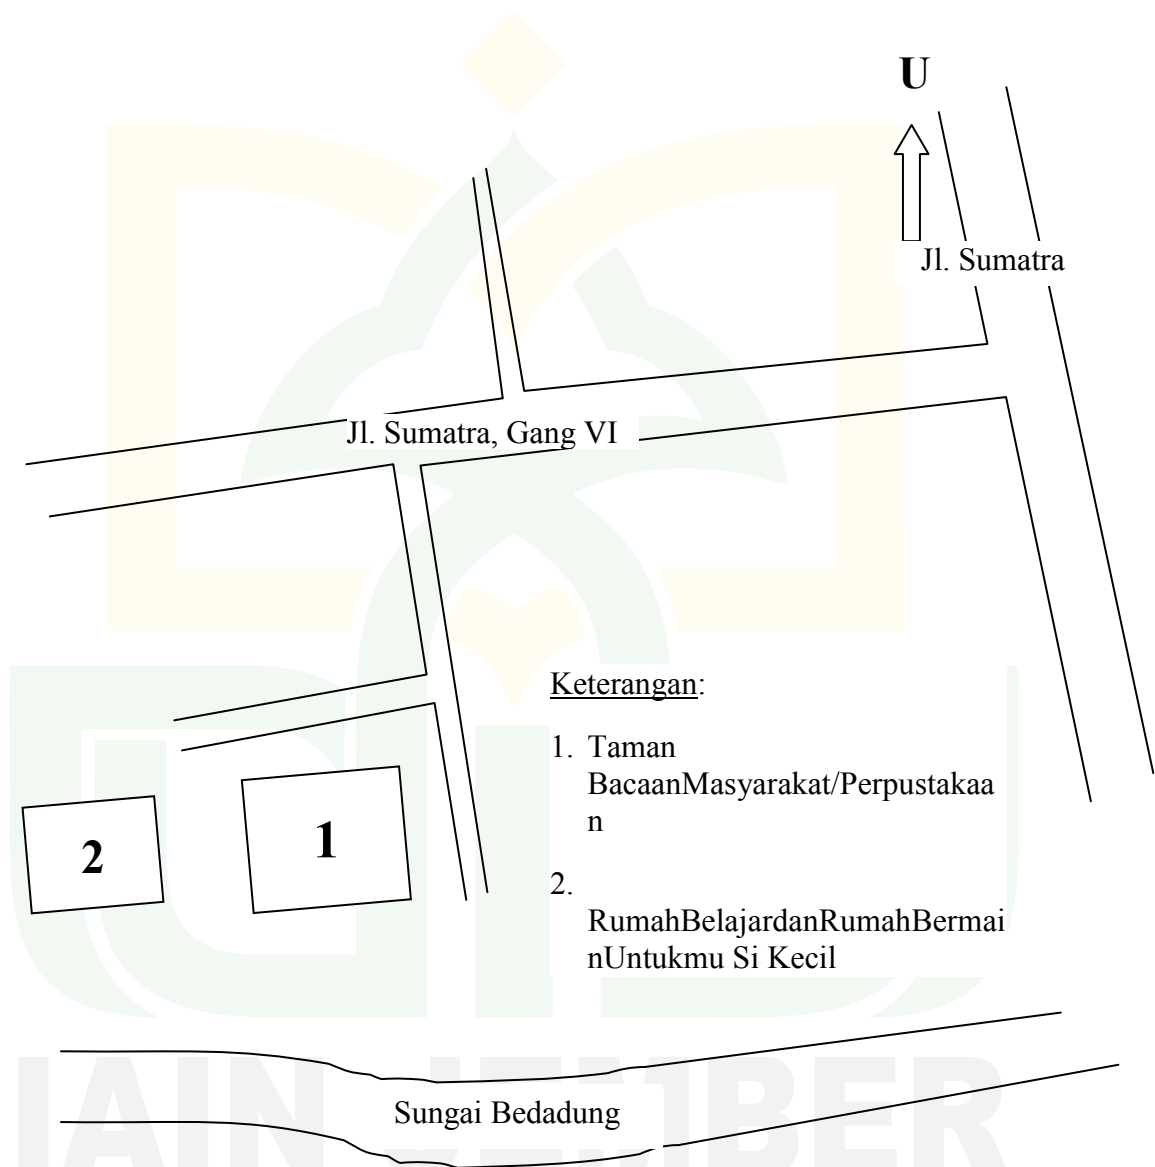 U
Jl. Sumatra
Jl. Sumatra, Gang VI
Keterangan:
1. Taman
BacaanMasyarakat/Perpustakaa
n
2.
RumahBelajardanRumahBermai
nUntukmu Si Kecil
2
1
Sungai Bedadung
IAIN JEMBER